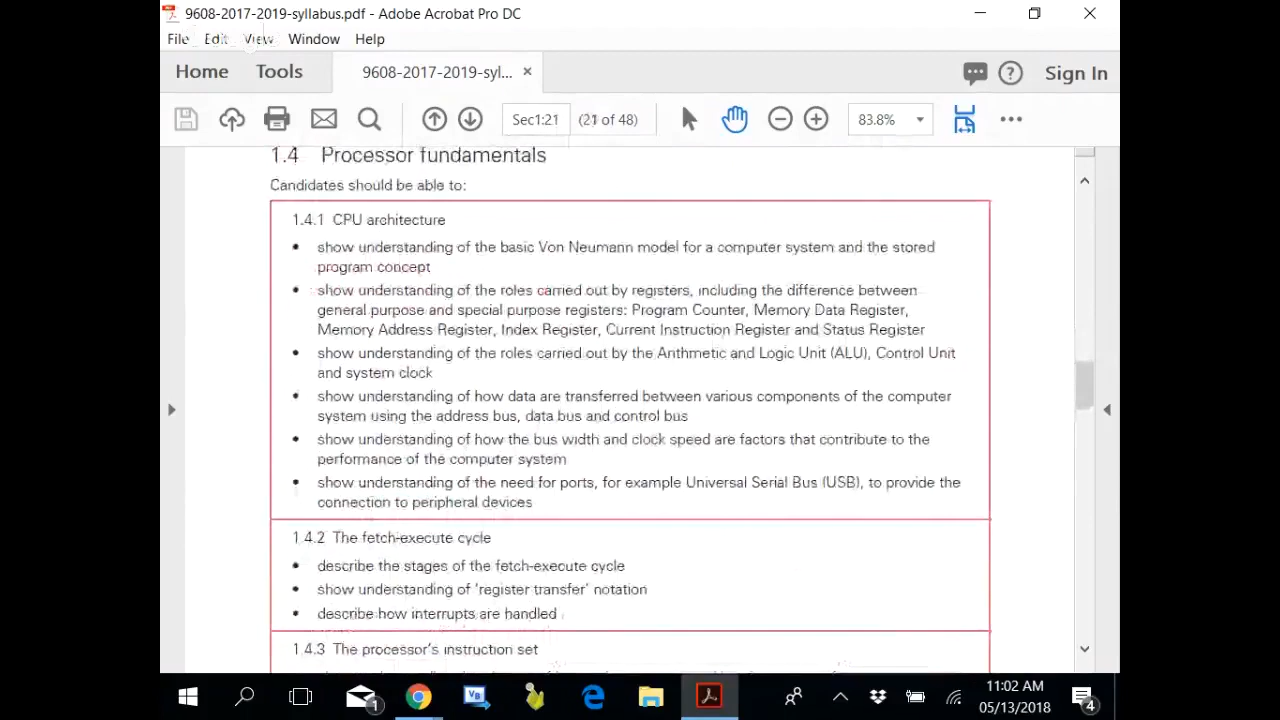 9608-2017-2019-syllabus.pdf - Adobe Acrobat Pro DC
File Edit View Window Help
Home Tools 9608-2017-2019-syl... × ? Sign In
Sec1:21 (21 of 48) 83.8%
1.4 Processor fundamentals
Candidates should be able to:
1.4.1 CPU architecture
• show understanding of the basic Von Neumann model for a computer system and the stored
program concept
• show understanding of the roles carried out by registers, including the difference between
general purpose and special purpose registers: Program Counter, Memory Data Register,
Memory Address Register, Index Register, Current Instruction Register and Status Register
• show understanding of the roles carried out by the Arithmetic and Logic Unit (ALU), Control Unit
and system clock
• show understanding of how data are transferred between various components of the computer
system using the address bus, data bus and control bus
• show understanding of how the bus width and clock speed are factors that contribute to the
performance of the computer system
• show understanding of the need for ports, for example Universal Serial Bus (USB), to provide the
connection to peripheral devices
1.4.2 The fetch-execute cycle
• describe the stages of the fetch-execute cycle
• show understanding of ‘register transfer’ notation
• describe how interrupts are handled
1.4.3 The processor’s instruction set
1 VB 11:02 AM
05/13/2018 4